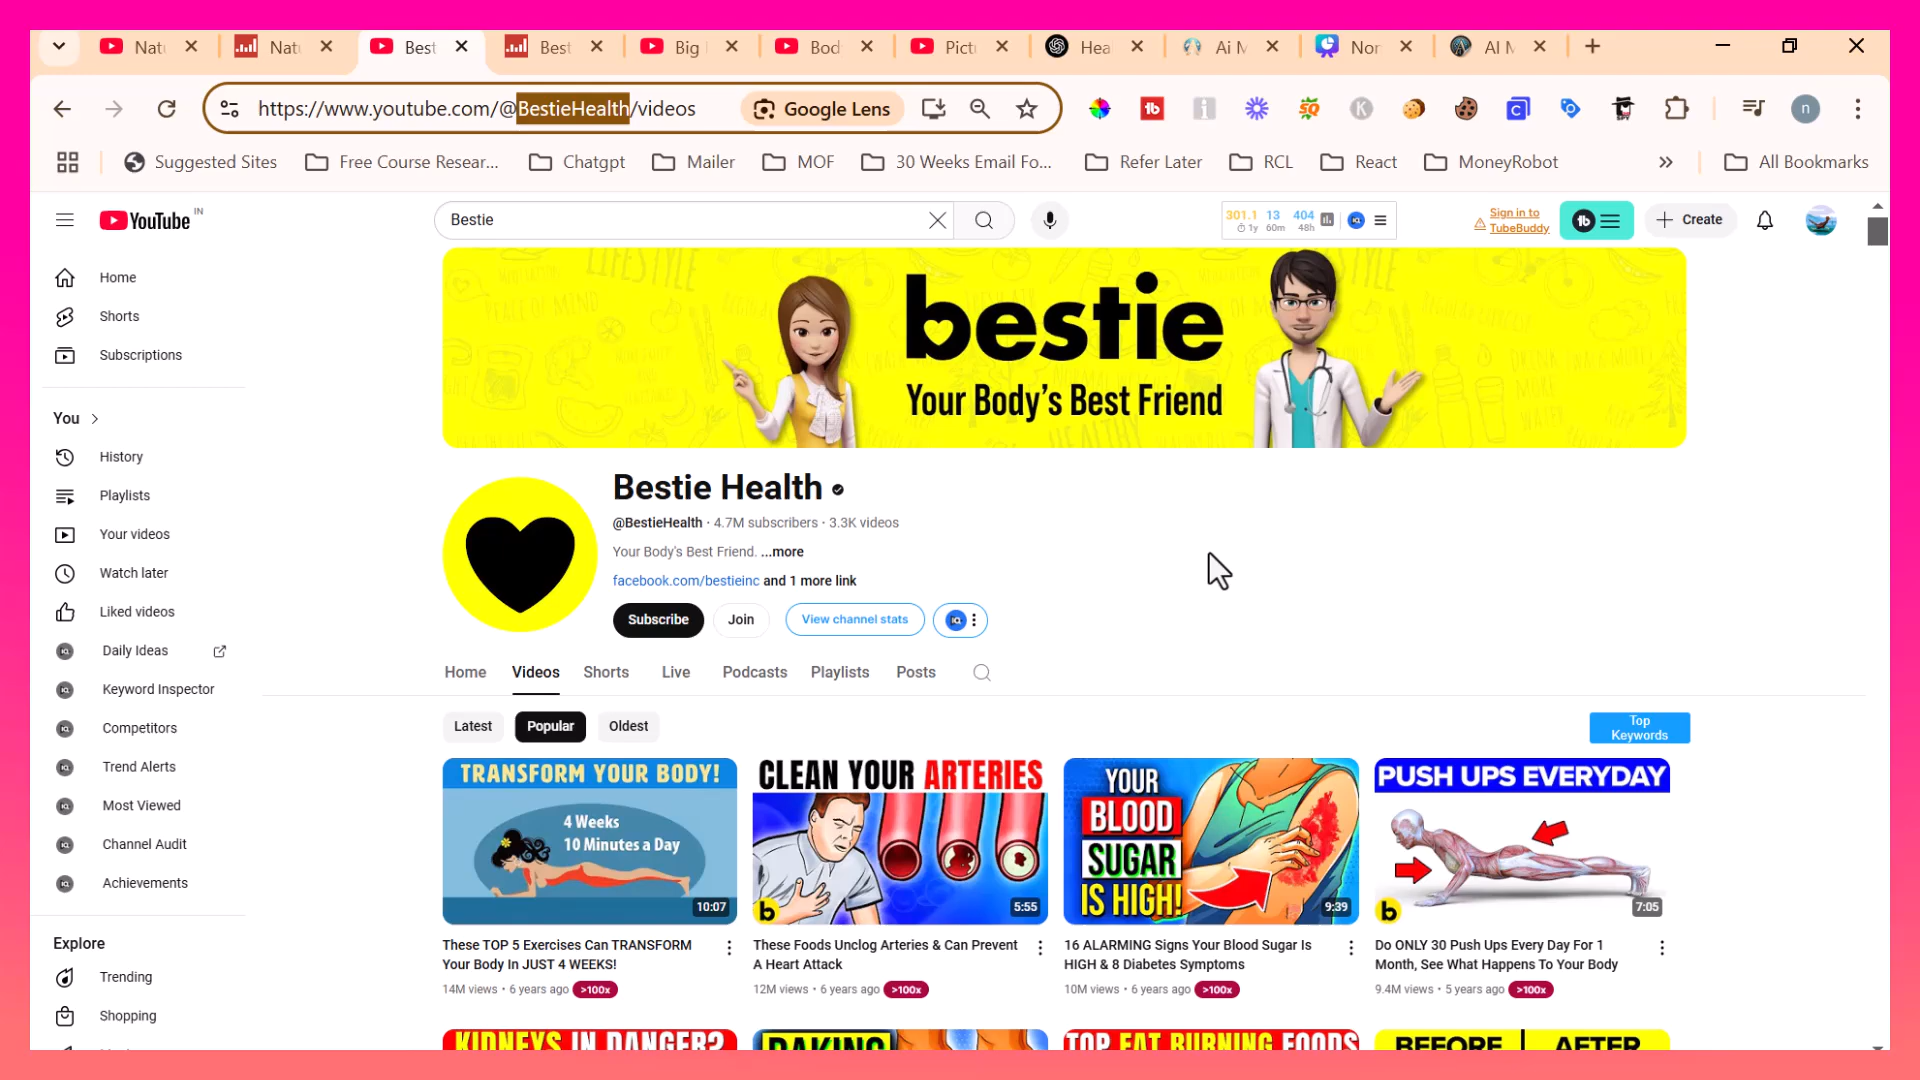 Nat
Nat
Best
Best
Big
Bod
Pict
Hea
Ai M
Nor
AI M
https://www.youtube.com/@BestieHealth/videos
Google Lens
Suggested Sites
Free Course Resear...
Chatgpt
Mailer
MOF
30 Weeks Email Fo...
Refer Later
RCL
React
MoneyRobot
All Bookmarks
YouTube IN
Bestie
301.1 13 404
1y 60m 48h
Sign in to
TubeBuddy
Create
Home
Shorts
Subscriptions
You
History
Playlists
Your videos
Watch later
Liked videos
Daily Ideas
Keyword Inspector
Competitors
Trend Alerts
Most Viewed
Channel Audit
Achievements
Explore
Trending
Shopping
bestie
Your Body's Best Friend
Bestie Health
@BestieHealth · 4.7M subscribers · 3.3K videos
Your Body's Best Friend. ...more
facebook.com/bestieinc and 1 more link
Subscribe
Join
View channel stats
Home
Videos
Shorts
Live
Podcasts
Playlists
Posts
Latest
Popular
Oldest
Top
Keywords
TRANSFORM YOUR BODY!
4 Weeks
10 Minutes a Day
10:07
These TOP 5 Exercises Can TRANSFORM
Your Body In JUST 4 WEEKS!
14M views • 6 years ago >100x
CLEAN YOUR ARTERIES
b
5:55
These Foods Unclog Arteries & Can Prevent
A Heart Attack
12M views • 6 years ago >100x
YOUR
BLOOD
SUGAR
IS HIGH!
9:39
16 ALARMING Signs Your Blood Sugar Is
HIGH & 8 Diabetes Symptoms
10M views • 6 years ago >100x
PUSH UPS EVERYDAY
b
7:05
Do ONLY 30 Push Ups Every Day For 1
Month, See What Happens To Your Body
9.4M views • 5 years ago >100x
KIDNEYS IN DANGER?
BAKING
TOP FAT BURNING FOODS
BEFORE
AFTER